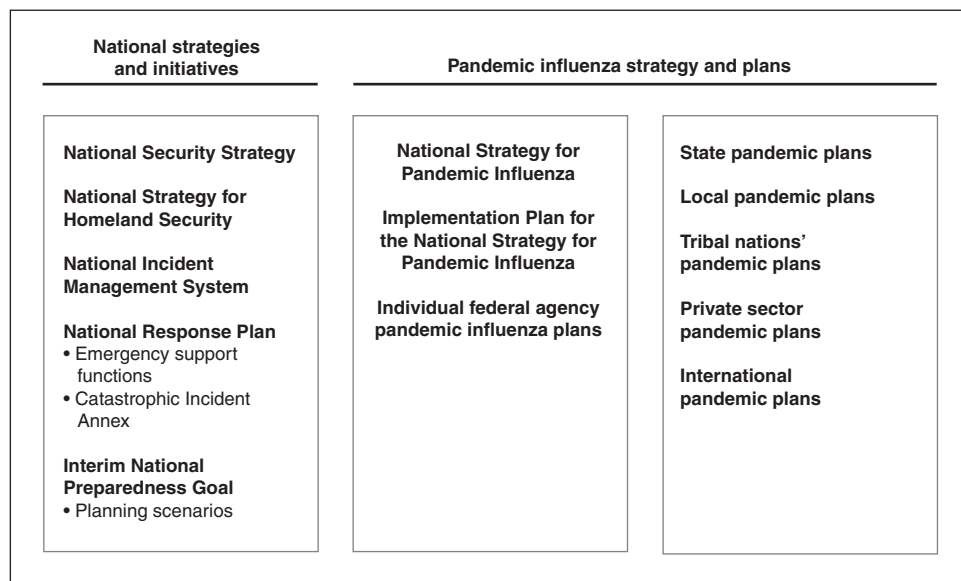 National strategies
and initiatives
Pandemic influenza strategy and plans
National Security Strategy
National Strategy for
Homeland Security
National Incident
Management System
National Response Plan
• Emergency support
functions
• Catastrophic Incident
Annex
Interim National
Preparedness Goal
• Planning scenarios
National Strategy for
Pandemic Influenza
Implementation Plan for
the National Strategy for
Pandemic Influenza
Individual federal agency
pandemic influenza plans
State pandemic plans
Local pandemic plans
Tribal nations’
pandemic plans
Private sector
pandemic plans
International
pandemic plans